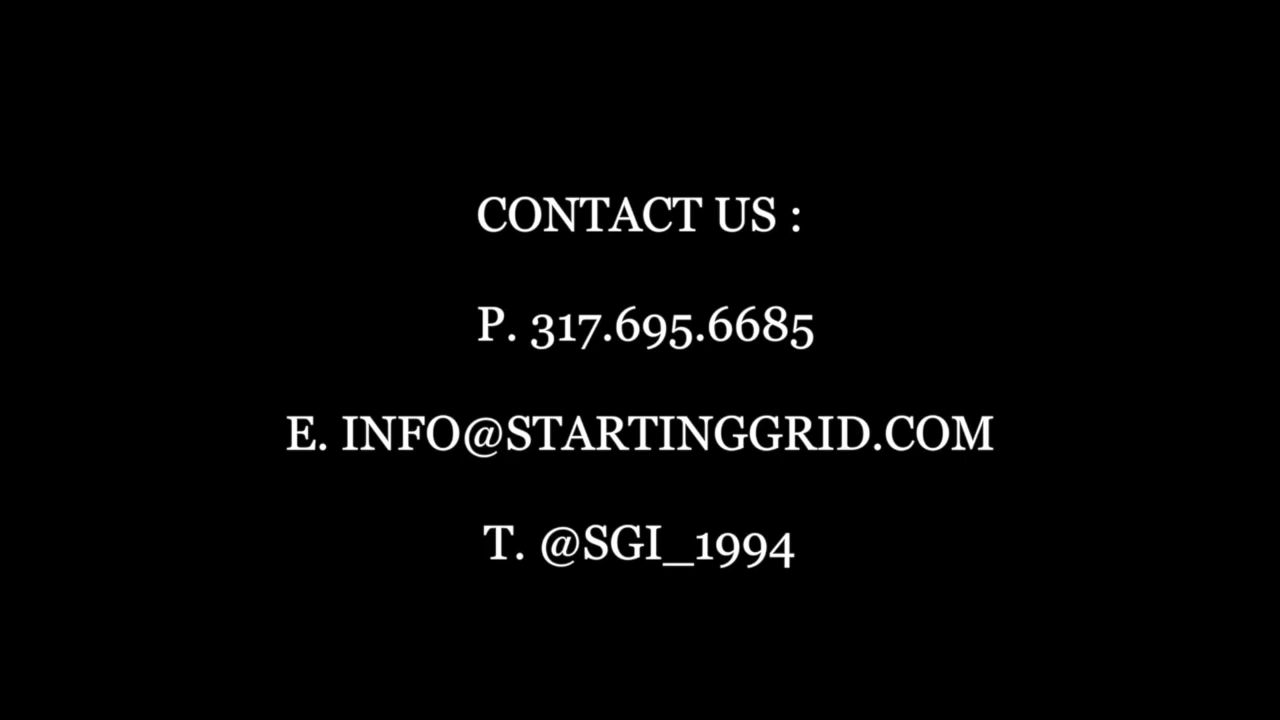 CONTACT US :
P. 317.695.6685
E. INFO@STARTINGGRID.COM
T. @SGI_1994